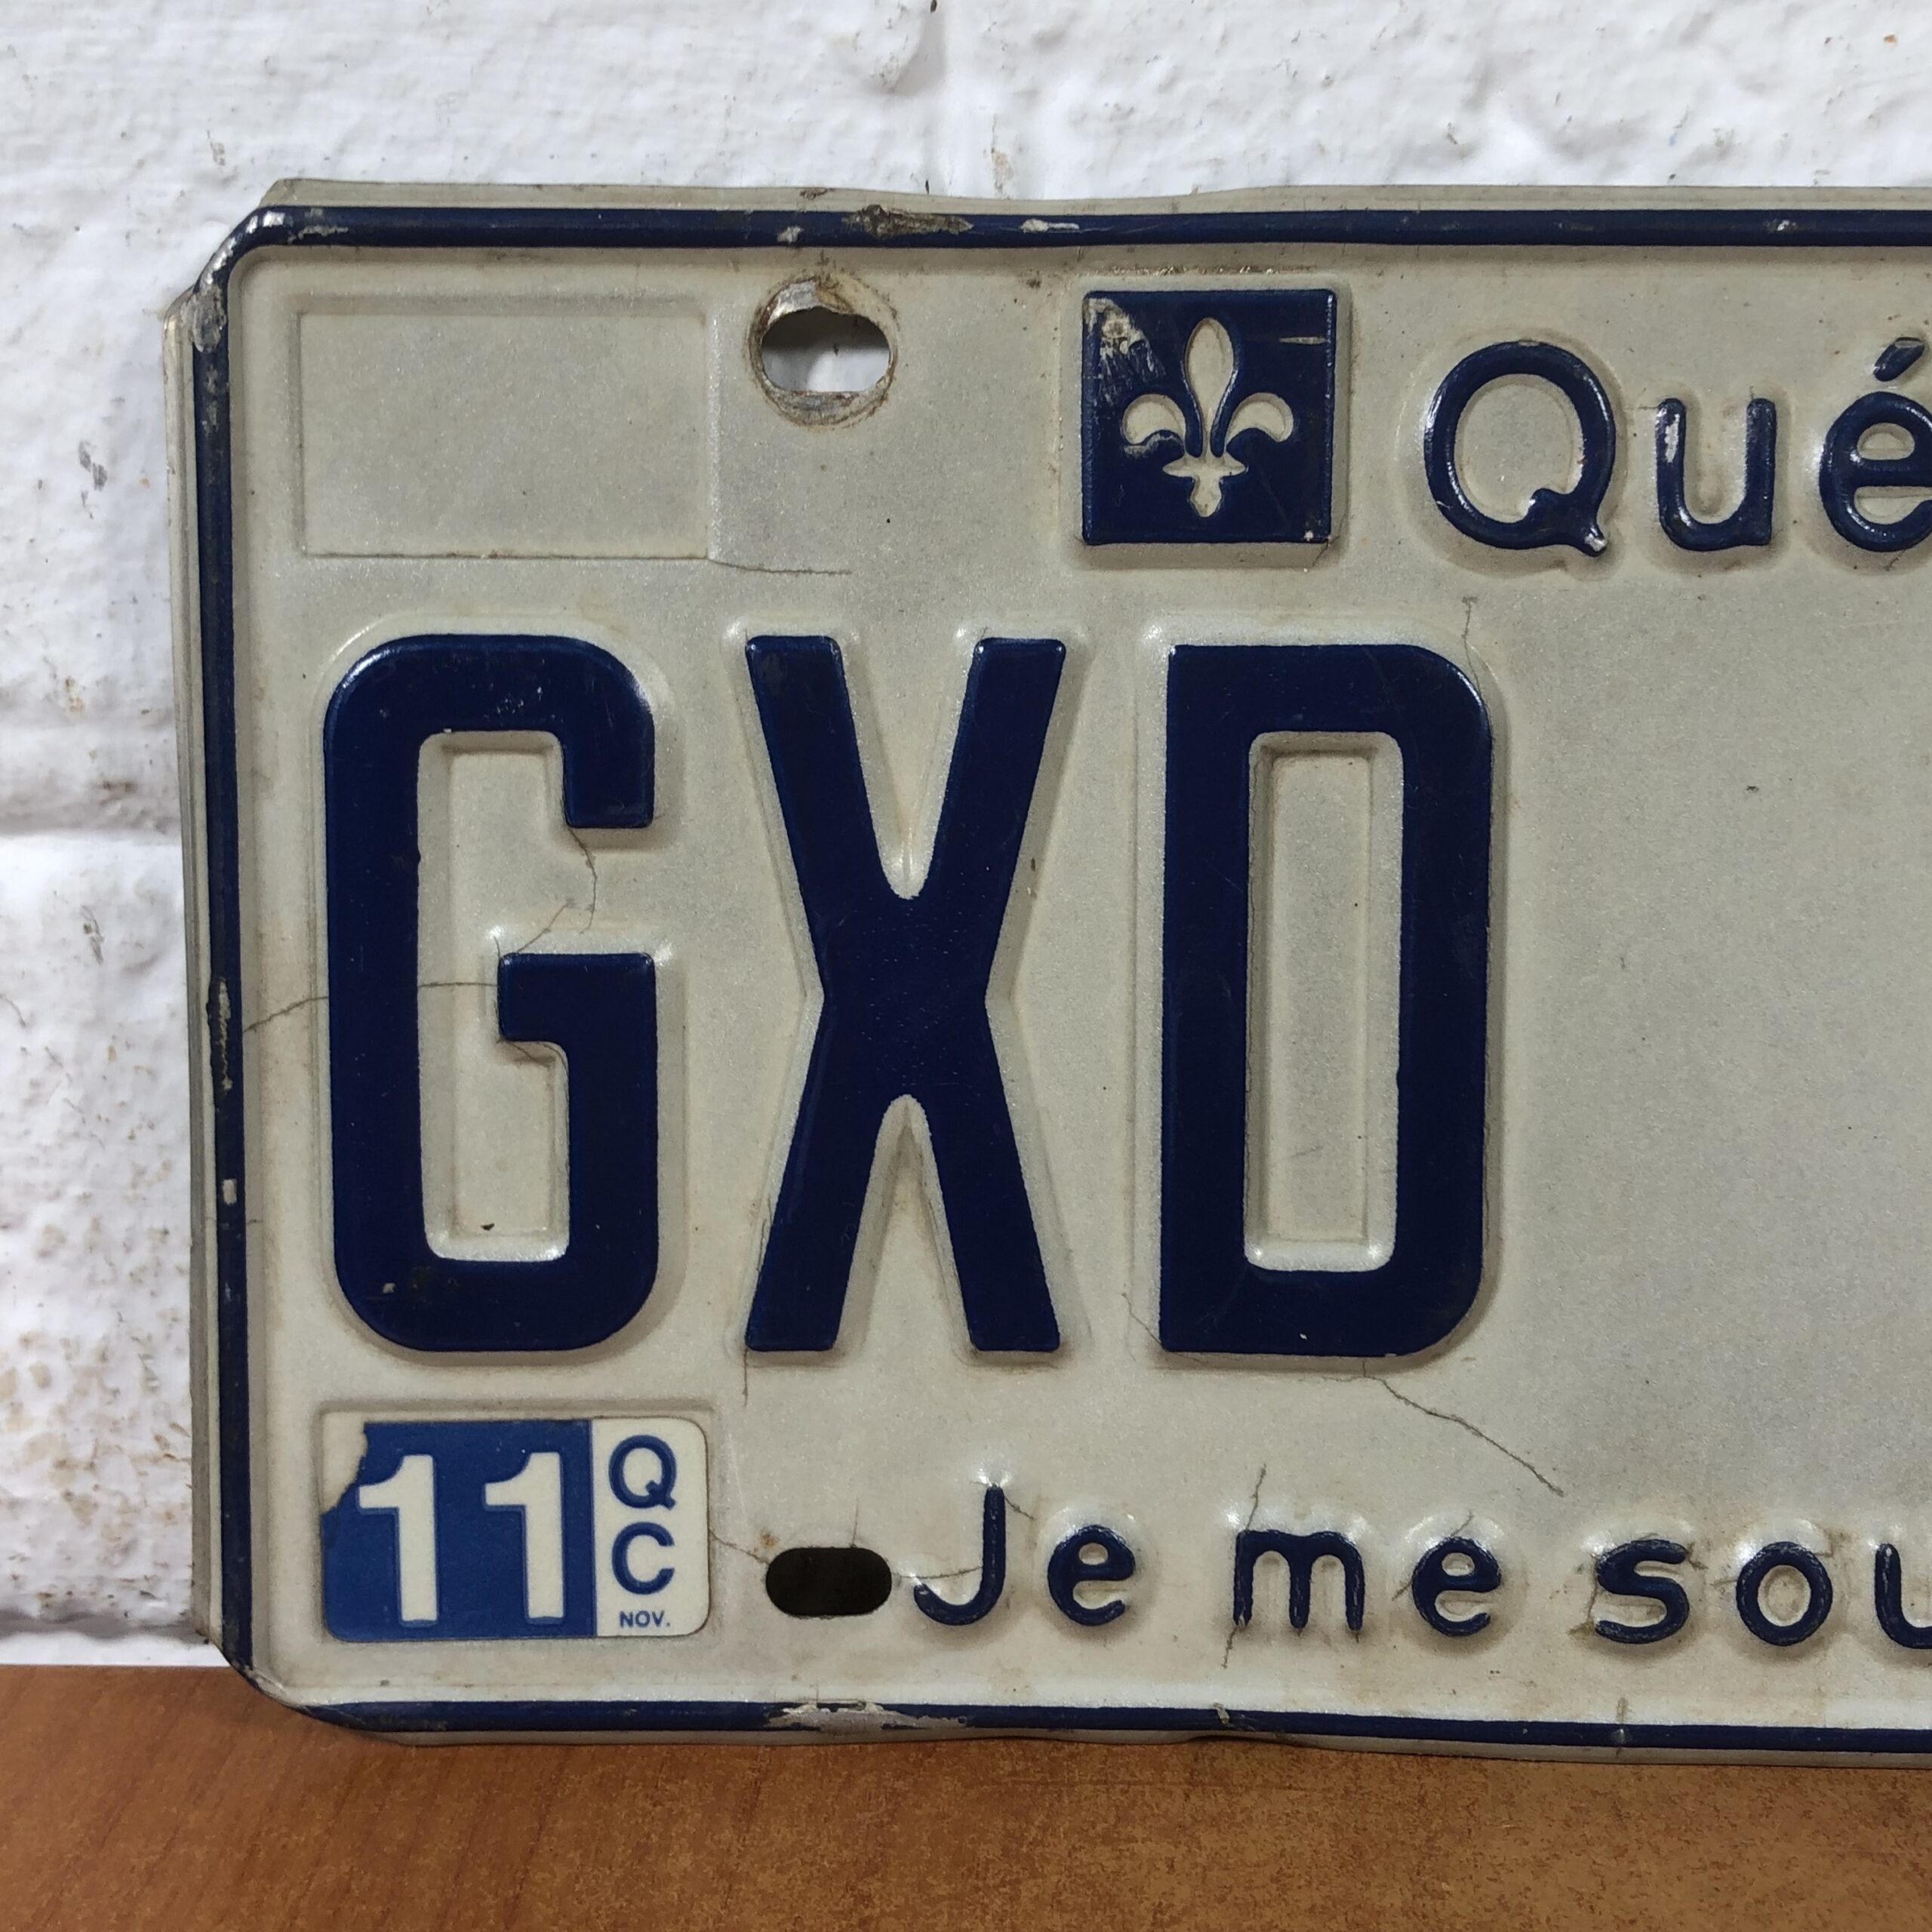 Qué
GXD
11 QC
NOV.
Je me sou